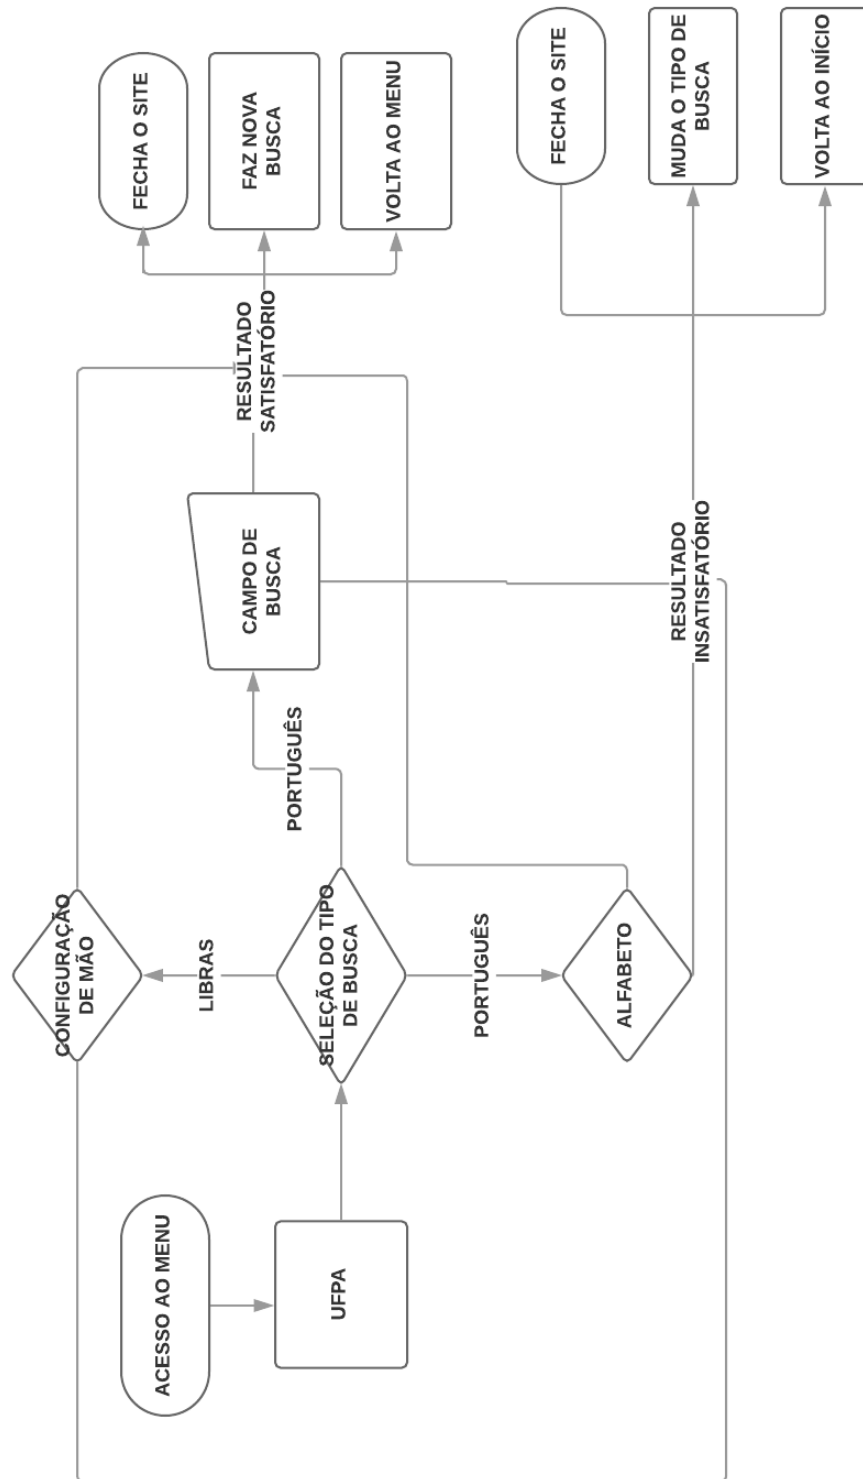 ACESSO AO MENU
UFPA
SELEÇÃO DO TIPO
DE BUSCA
LIBRAS
CONFIGURAÇÃO
DE MÃO
PORTUGUÊS
CAMPO DE
BUSCA
PORTUGUÊS
ALFABETO
RESULTADO
SATISFATÓRIO
FECHA O SITE
FAZ NOVA
BUSCA
VOLTA AO MENU
RESULTADO
INSATISFATÓRIO
FECHA O SITE
MUDA O TIPO DE
BUSCA
VOLTA AO INÍCIO